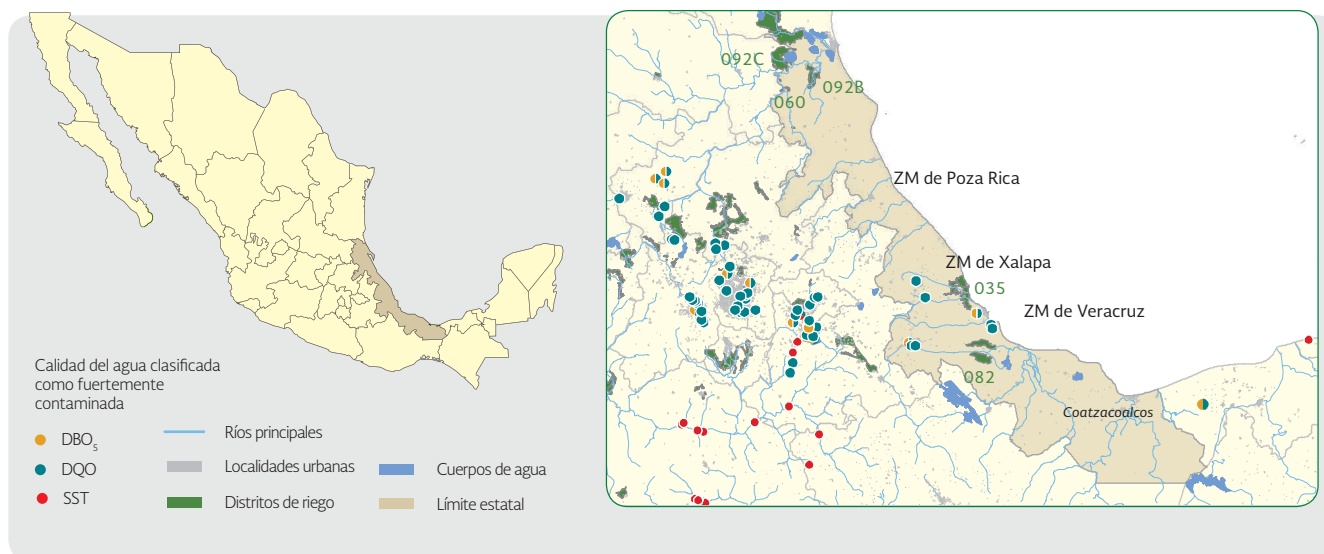 Calidad del agua clasificada
como fuertemente
contaminada
DBO₅
DQO
SST
Ríos principales
Localidades urbanas
Distritos de riego
Cuerpos de agua
Límite estatal
092C
092B
060
ZM de Poza Rica
ZM de Xalapa
035
ZM de Veracruz
082
Coatzacoalcos